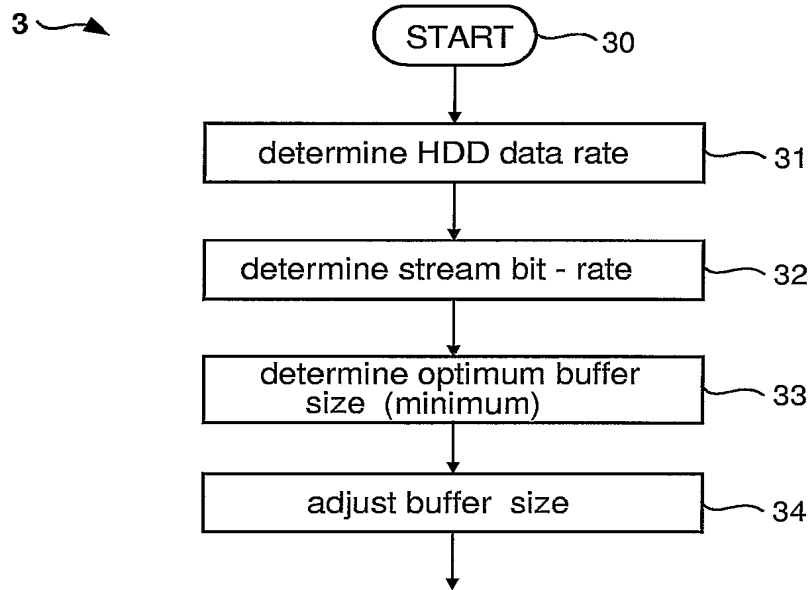 3
START
30
determine HDD data rate
31
determine stream bit - rate
32
determine optimum buffer
size (minimum)
33
adjust buffer size
34